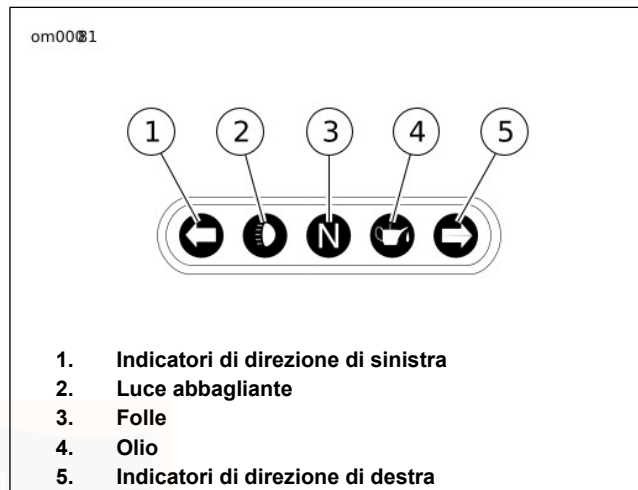 1 2 3 4 5
N
1. Indicatori di direzione di sinistra
2. Luce abbagliante
3. Folle
4. Olio
5. Indicatori di direzione di destra